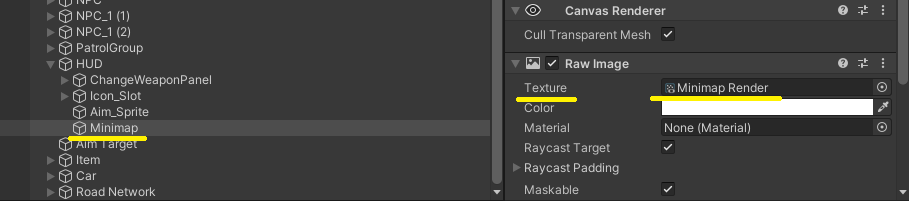 NPC
NPC_1 (1)
NPC_1 (2)
PatrolGroup
HUD
ChangeWeaponPanel
Icon_Slot
Aim_Sprite
Minimap
Aim Target
Item
Car
Road Network
Canvas Renderer
Cull Transparent Mesh
Raw Image
Texture Minimap Render
Color
Material None (Material)
Raycast Target
Raycast Padding
Maskable